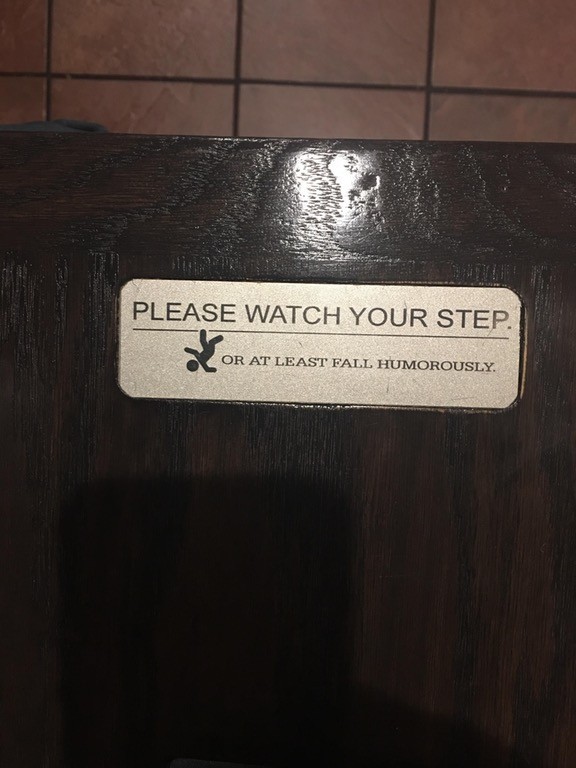 PLEASE WATCH YOUR STEP.
OR AT LEAST FALL HUMOROUSLY.